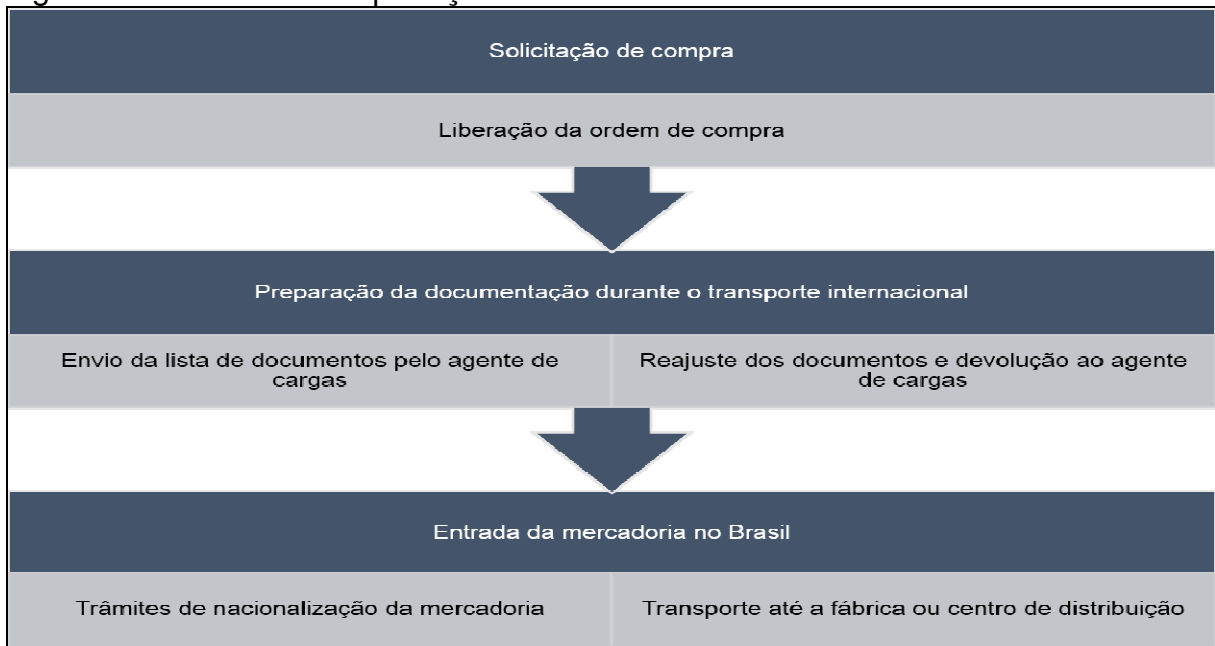 Solicitação de compra
Liberação da ordem de compra
Preparação da documentação durante o transporte internacional
Envio da lista de documentos pelo agente de
cargas
Reajuste dos documentos e devolução ao agente
de cargas
Entrada da mercadoria no Brasil
Trâmites de nacionalização da mercadoria
Transporte até a fábrica ou centro de distribuição